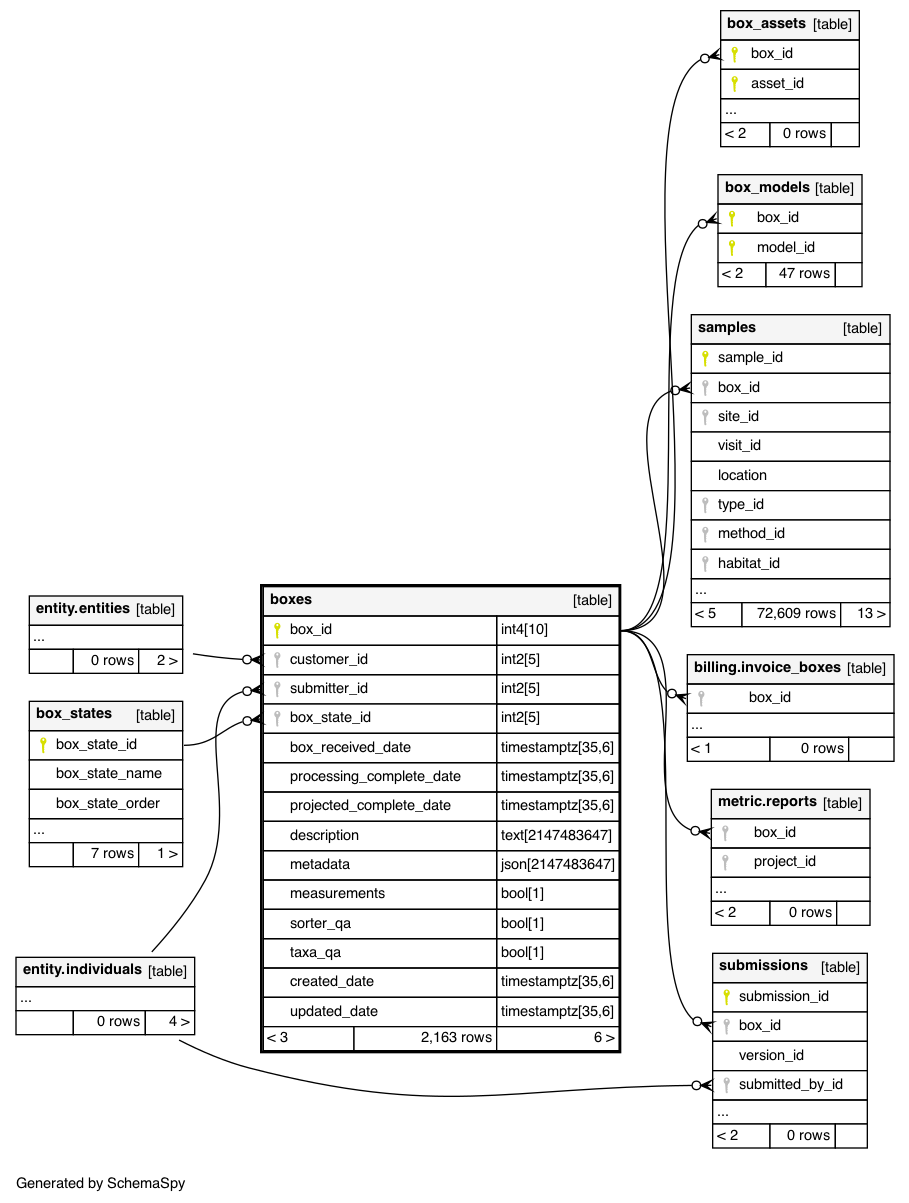 box_assets [table]
box_id
asset_id
...
< 2 0 rows
box_models [table]
box_id
model_id
< 2 47 rows
samples [table]
sample_id
box_id
site_id
visit_id
location
type_id
method_id
habitat_id
...
< 5 72,609 rows 13 >
entity.entities [table]
...
0 rows 2 >
box_states [table]
box_state_id
box_state_name
box_state_order
...
7 rows 1 >
entity.individuals [table]
...
0 rows 4 >
boxes [table]
box_id int4[10]
customer_id int2[5]
submitter_id int2[5]
box_state_id int2[5]
box_received_date timestamptz[35,6]
processing_complete_date timestamptz[35,6]
projected_complete_date timestamptz[35,6]
description text[2147483647]
metadata json[2147483647]
measurements bool[1]
sorter_qa bool[1]
taxa_qa bool[1]
created_date timestamptz[35,6]
updated_date timestamptz[35,6]
< 3 2,163 rows 6 >
billing.invoice_boxes [table]
box_id
...
< 1 0 rows
metric.reports [table]
box_id
project_id
...
< 2 0 rows
submissions [table]
submission_id
box_id
version_id
submitted_by_id
...
< 2 0 rows
Generated by SchemaSpy